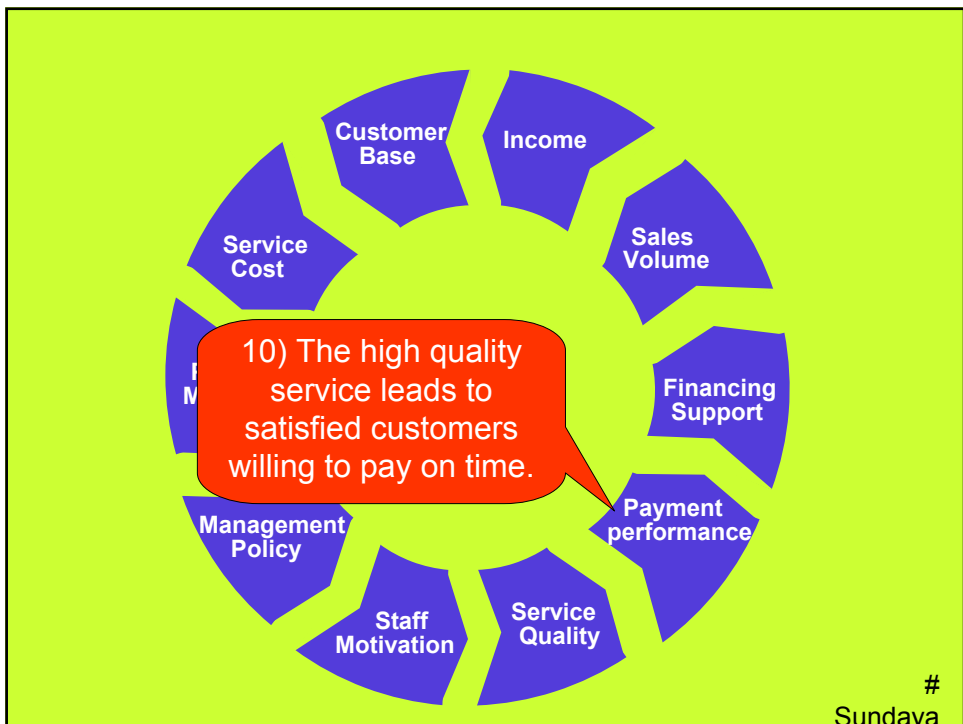 Customer
Base
Income
Sales
Volume
Financing
Support
Payment
performance
Service
Quality
Staff
Motivation
Management
Policy
Service
Cost
10) The high quality
service leads to
satisfied customers
willing to pay on time.
#